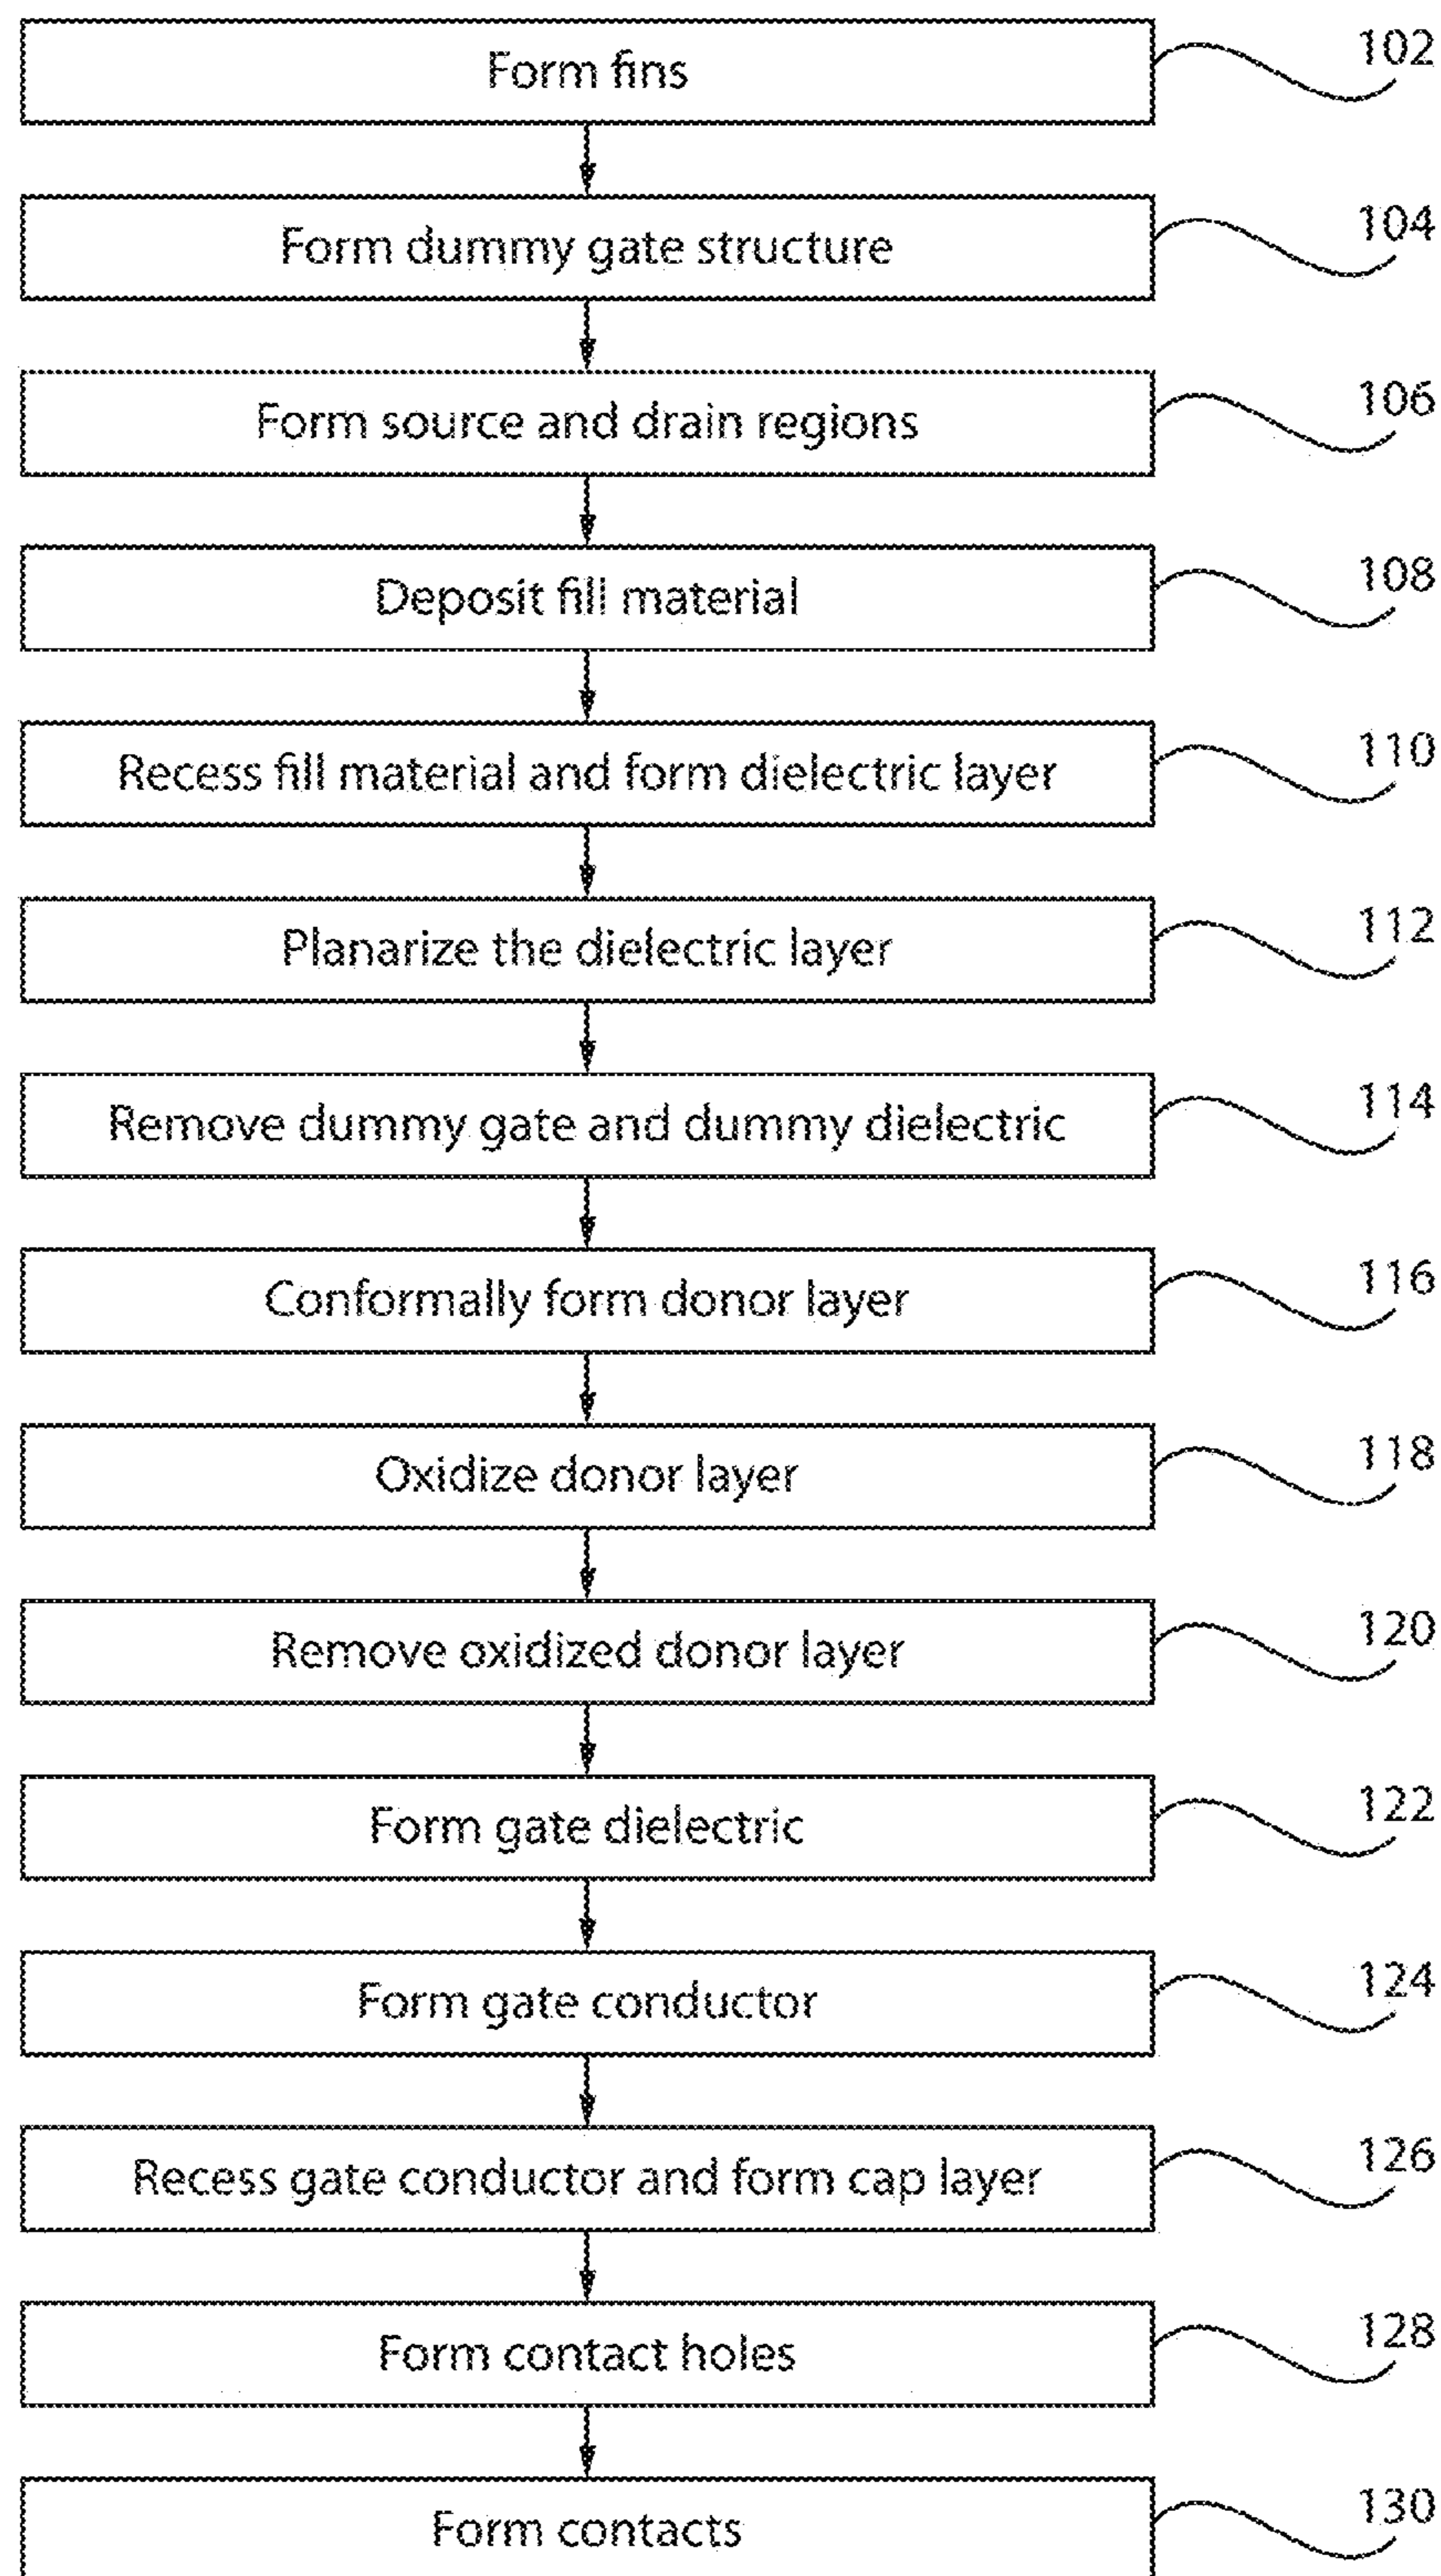 Form fins 102
Form dummy gate structure 104
Form source and drain regions 106
Deposit fill material 108
Recess fill material and form dielectric layer 110
Planarize the dielectric layer 112
Remove dummy gate and dummy dielectric 114
Conformally form donor layer 116
Oxidize donor layer 118
Remove oxidized donor layer 120
Form gate dielectric 122
Form gate conductor 124
Recess gate conductor and form cap layer 126
Form contact holes 128
Form contacts 130